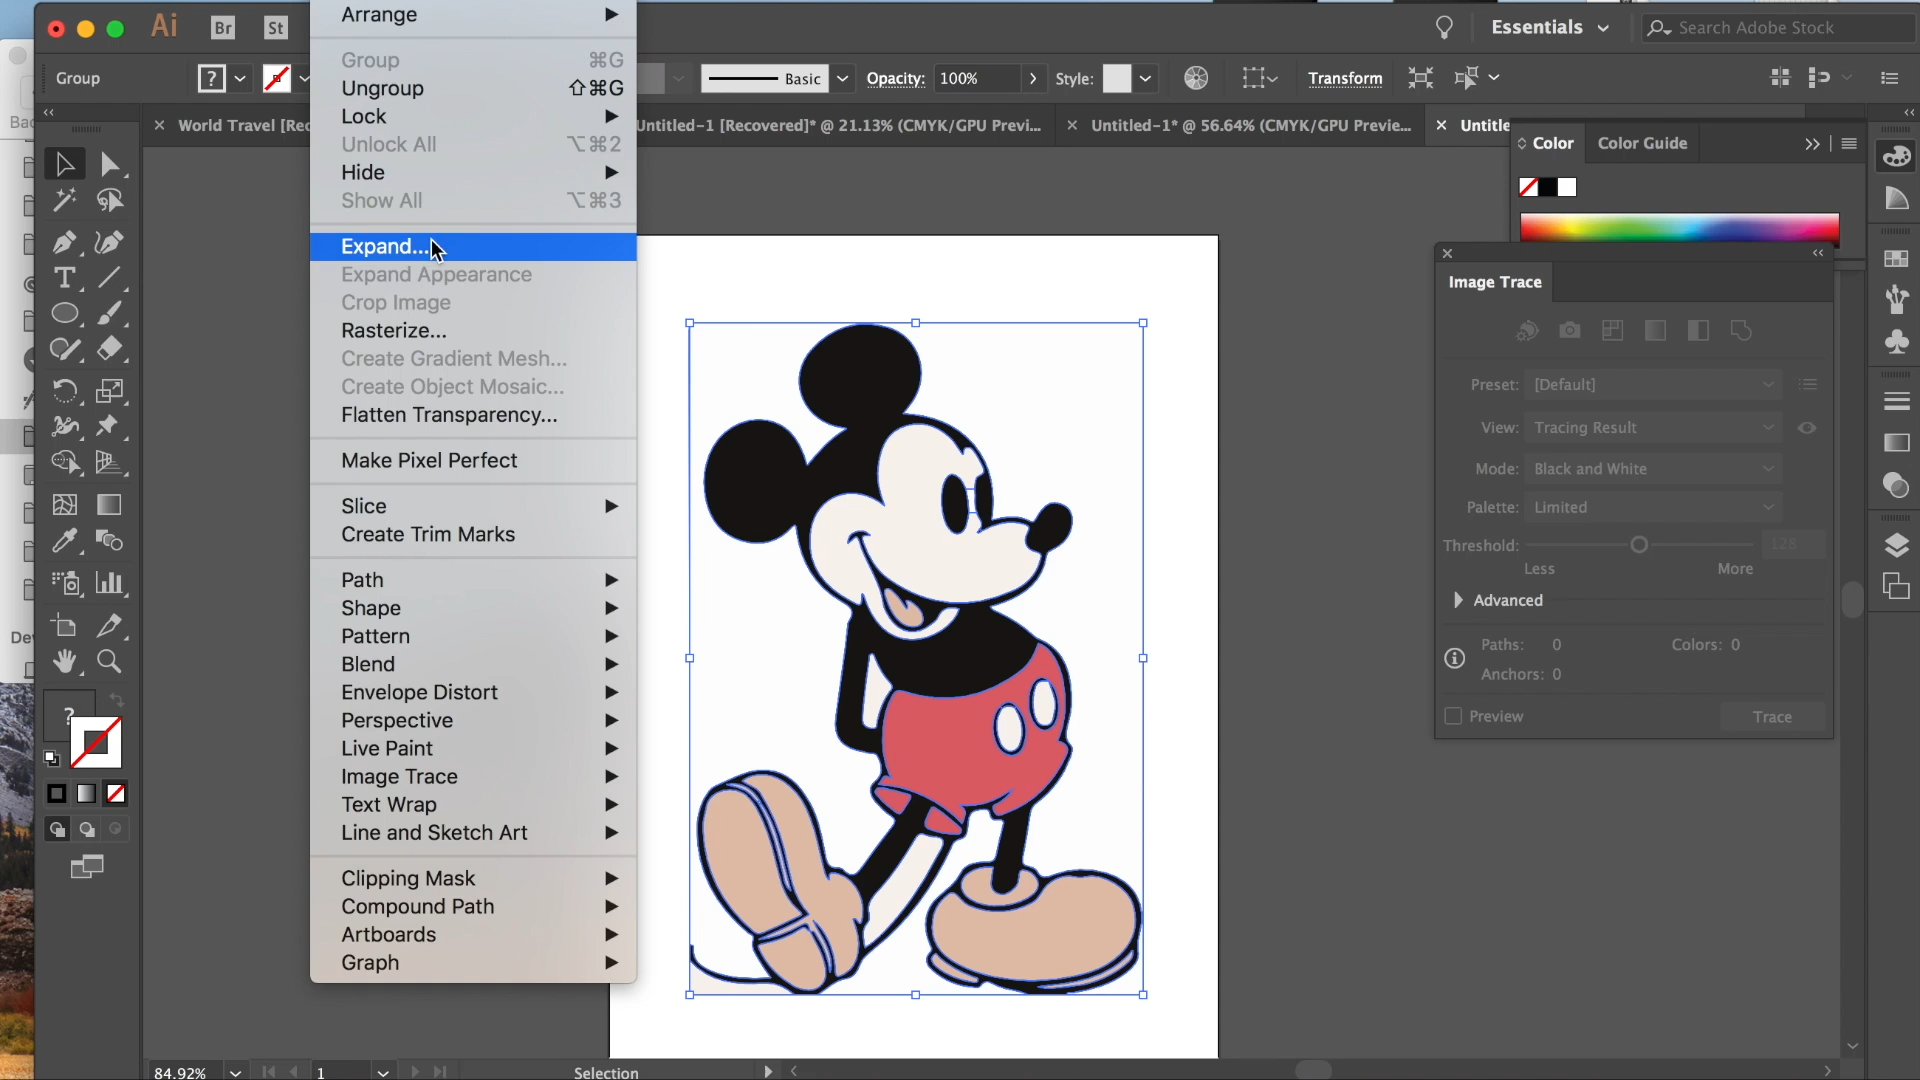 Arrange
Ai Br St
Essentials
Search Adobe Stock
Group
?
Basic
Opacity: 100%
Style:
Transform
Group ⌘G
Ungroup ⇧⌘G
Lock
Unlock All ⌥⌘2
Hide
Show All ⌥⌘3
Expand...
Expand Appearance
Crop Image
Rasterize...
Create Gradient Mesh...
Create Object Mosaic...
Flatten Transparency...
Make Pixel Perfect
Slice
Create Trim Marks
Path
Shape
Pattern
Blend
Envelope Distort
Perspective
Live Paint
Image Trace
Text Wrap
Line and Sketch Art
Clipping Mask
Compound Path
Artboards
Graph
World Travel [Rec
Untitled-1 [Recovered]* @ 21.13% (CMYK/GPU Previ...
Untitled-1* @ 56.64% (CMYK/GPU Previe...
Untitle
Color
Color Guide
Image Trace
Preset: [Default]
View: Tracing Result
Mode: Black and White
Palette: Limited
Threshold: 128
Less More
Advanced
Paths: 0 Colors: 0
Anchors: 0
Preview
Trace
?
84.92%
1
Selection